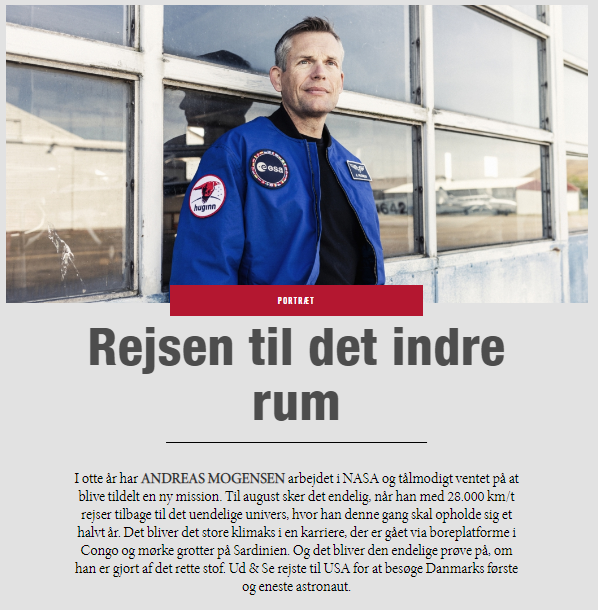 esa
huginn
PORTRÆT
Rejsen til det indre
rum
I otte år har ANDREAS MOGENSEN arbejdet i NASA og tålmodigt ventet på at
blive tildelt en ny mission. Til august sker det endelig, når han med 28.000 km/t
rejser tilbage til det uendelige univers, hvor han denne gang skal opholde sig et
halvt år. Det bliver det store klimaks i en karriere, der er gået via boreplatforme i
Congo og mørke grotter på Sardinien. Og det bliver den endelige prøve på, om
han er gjort af det rette stof. Ud & Se rejste til USA for at besøge Danmarks første
og eneste astronaut.